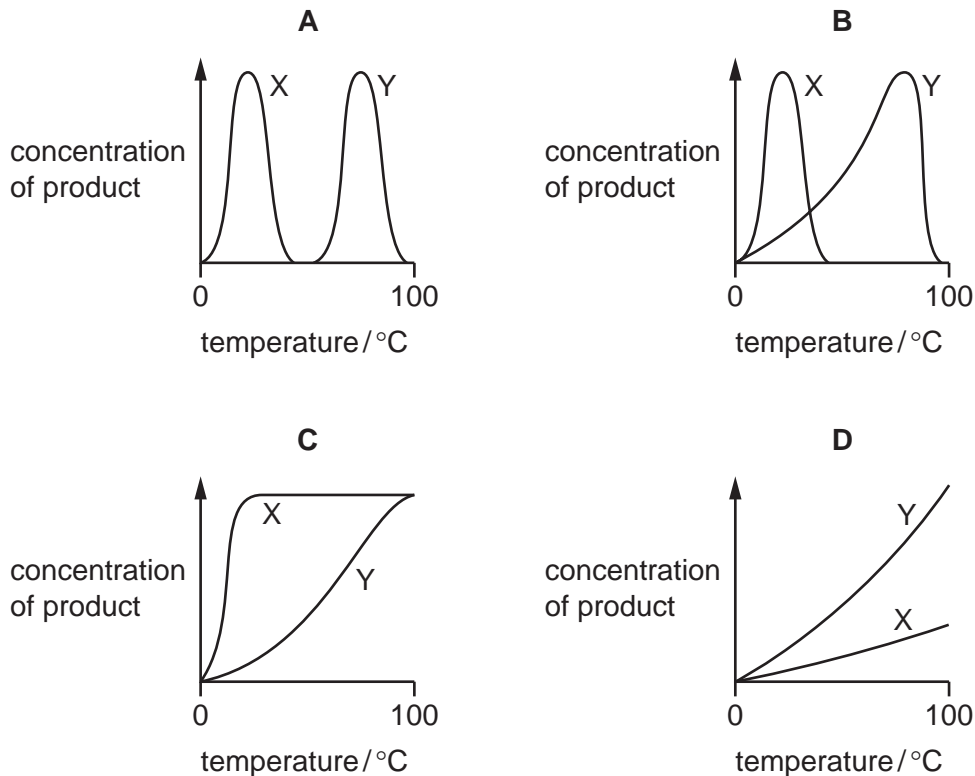 A
X
Y
concentration
of product
0
100
temperature / °C
B
X
Y
concentration
of product
0
100
temperature / °C
C
X
Y
concentration
of product
0
100
temperature / °C
D
Y
X
concentration
of product
0
100
temperature / °C